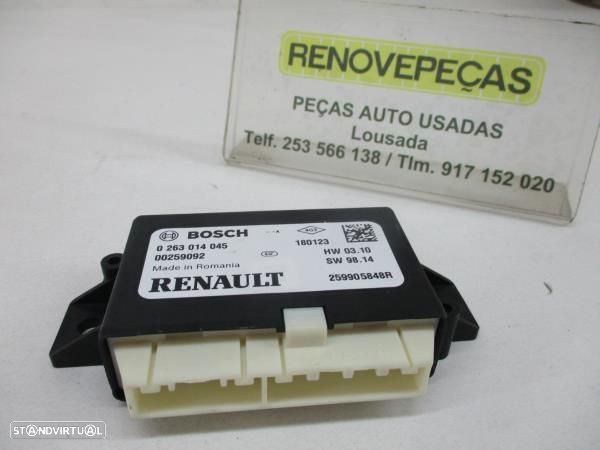 RENOVEPEÇAS
PEÇAS AUTO USADAS
Lousada
Telf. 253 566 138 / Tlm. 917 152 020
BOSCH
0 263 014 045
00259092
Made in Romania
RENAULT
180123
HW 03.10
SW 98.14
259905848R
STANDVIRTUAL